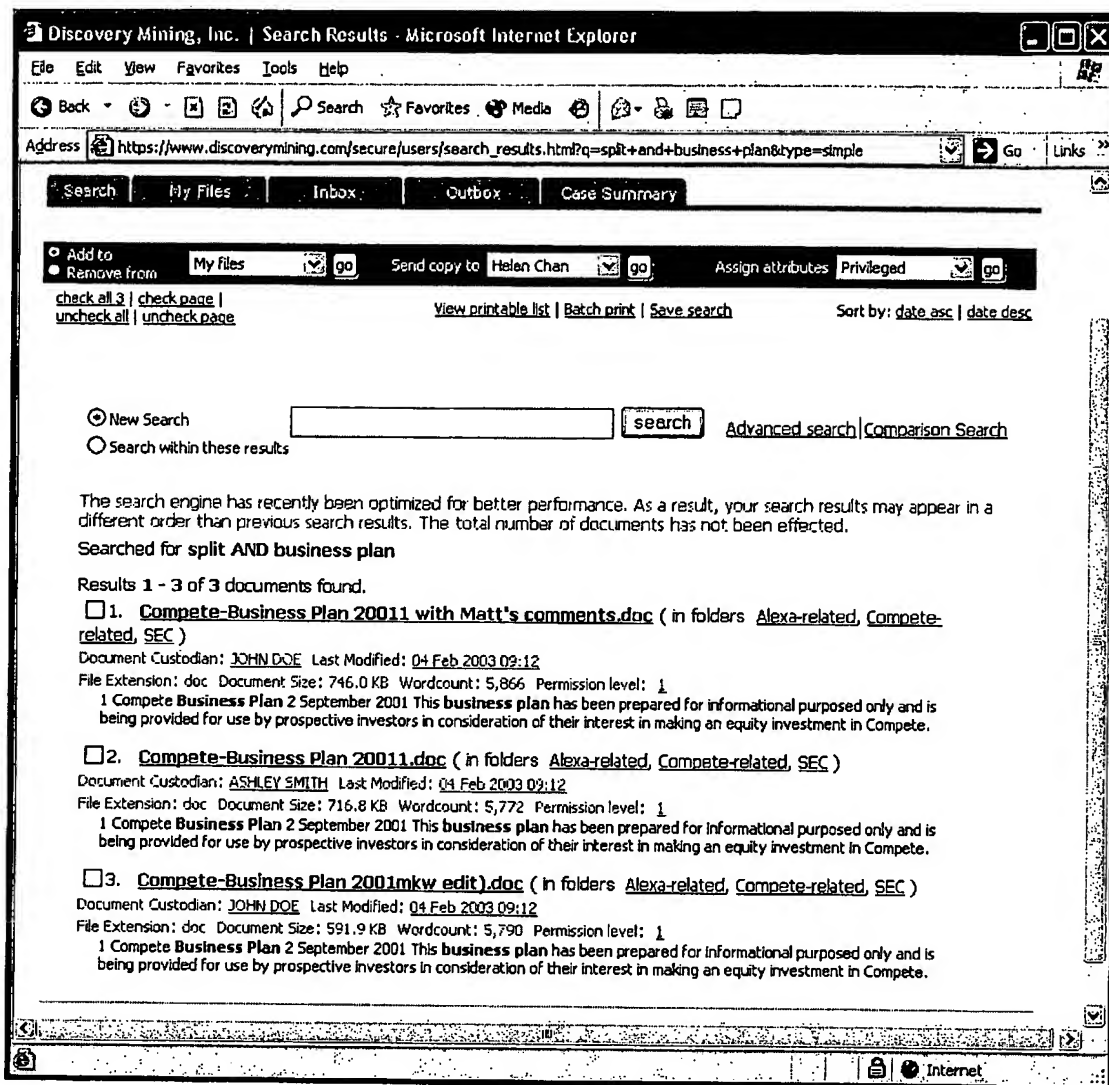 Discovery Mining, Inc. | Search Results - Microsoft Internet Explorer
File Edit View Favorites Tools Help
Back Search Favorites Media
Address https://www.discoverymining.com/secure/users/search_results.html?q=split+and+business+plan&type=simple Go Links »
Search My Files Inbox Outbox Case Summary
Add to
Remove from My files go Send copy to Helen Chan go Assign attributes Privileged go
check all 3 | check page |
uncheck all | uncheck page View printable list | Batch print | Save search Sort by: date asc | date desc
New Search search Advanced search|Comparison Search
Search within these results
The search engine has recently been optimized for better performance. As a result, your search results may appear in a
different order than previous search results. The total number of documents has not been effected.
Searched for split AND business plan
Results 1 - 3 of 3 documents found.
1. Compete-Business Plan 20011 with Matt's comments.doc ( in folders Alexa-related, Compete-
related, SEC )
Document Custodian: JOHN DOE Last Modified: 04 Feb 2003 09:12
File Extension: doc Document Size: 746.0 KB Wordcount: 5,866 Permission level: 1
1 Compete Business Plan 2 September 2001 This business plan has been prepared for informational purposed only and is
being provided for use by prospective investors in consideration of their interest in making an equity investment in Compete.
2. Compete-Business Plan 20011.doc ( in folders Alexa-related, Compete-related, SEC )
Document Custodian: ASHLEY SMITH Last Modified: 04 Feb 2003 09:12
File Extension: doc Document Size: 716.8 KB Wordcount: 5,772 Permission level: 1
1 Compete Business Plan 2 September 2001 This business plan has been prepared for informational purposed only and is
being provided for use by prospective investors in consideration of their interest in making an equity investment in Compete.
3. Compete-Business Plan 2001mkw edit).doc ( in folders Alexa-related, Compete-related, SEC )
Document Custodian: JOHN DOE Last Modified: 04 Feb 2003 09:12
File Extension: doc Document Size: 591.9 KB Wordcount: 5,790 Permission level: 1
1 Compete Business Plan 2 September 2001 This business plan has been prepared for informational purposed only and is
being provided for use by prospective investors in consideration of their interest in making an equity investment in Compete.
Internet